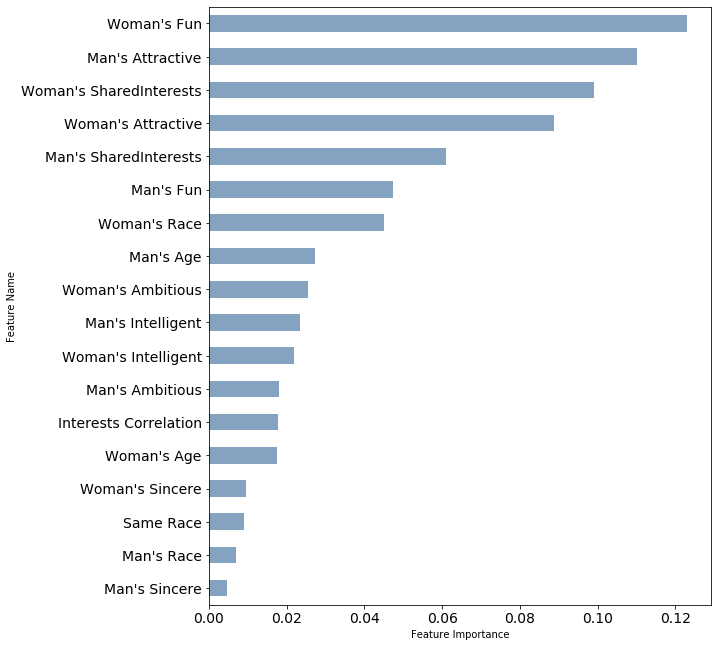 Woman's Fun
Man's Attractive
Woman's SharedInterests
Woman's Attractive
Man's SharedInterests
Man's Fun
Woman's Race
Man's Age
Woman's Ambitious
Man's Intelligent
Woman's Intelligent
Man's Ambitious
Interests Correlation
Woman's Age
Woman's Sincere
Same Race
Man's Race
Man's Sincere
Feature Name
0.00 0.02 0.04 0.06 0.08 0.10 0.12
Feature Importance